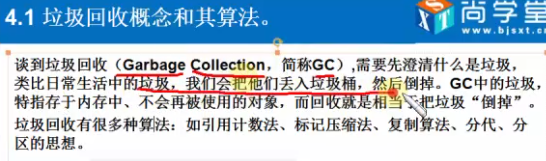 4.1 垃圾回收概念和其算法。
尚学堂
www.bjsxt.com
谈到垃圾回收（Garbage Collection，简称GC）,需要先澄清什么是垃圾，
类比日常生活中的垃圾，我们会把他们丢入垃圾桶，然后倒掉。GC中的垃圾，
特指存于内存中、不会再被使用的对象，而回收就是相当于把垃圾“倒掉”。
垃圾回收有很多种算法：如引用计数法、标记压缩法、复制算法、分代、分
区的思想。